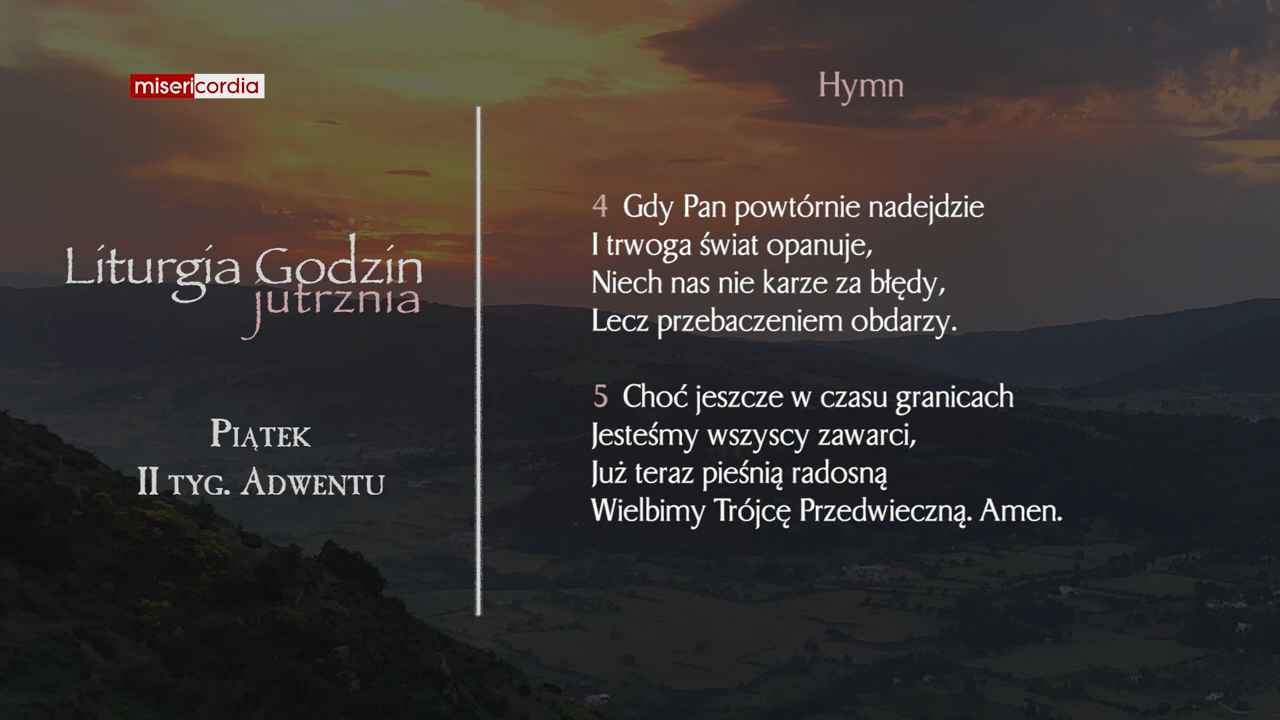 misericordia
Liturgia Godzin
jutrznia
Piątek
II tyg. Adwentu
Hymn
4 Gdy Pan powtórnie nadejdzie
I trwoga świat opanuje,
Niech nas nie karze za błędy,
Lecz przebaczeniem obdarzy.
5 Choć jeszcze w czasu granicach
Jesteśmy wszyscy zawarci,
Już teraz pieśnią radosną
Wielbimy Trójcę Przedwieczną. Amen.